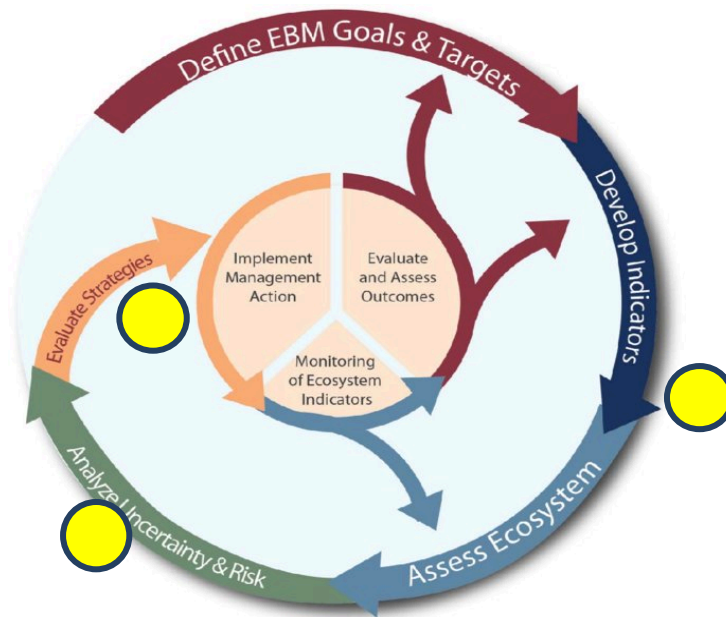 Define EBM Goals & Targets
Develop Indicators
Assess Ecosystem
Analyze Uncertainty & Risk
Evaluate Strategies
Implement
Management
Action
Evaluate
and Assess
Outcomes
Monitoring
of Ecosystem
Indicators